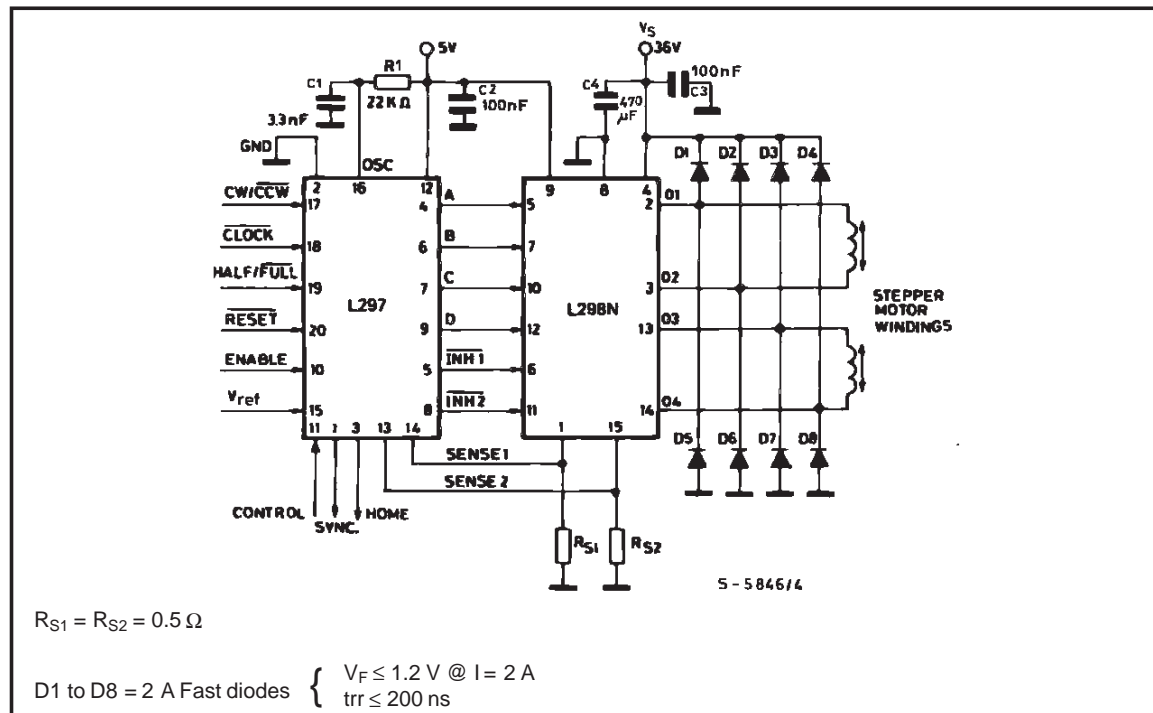 5V
Vs
36V
C1
R1
22KΩ
3.3nF
C2
100nF
C4
470
µF
100nF
C3
GND
OSC
D1 D2 D3 D4
2 16 12
9 8 4
CW/CCW 17
4 A 5
2 O1
CLOCK 18
6 B 7
HALF/FULL 19
7 C 10
3 O2
L297
L298N
STEPPER
MOTOR
WINDINGS
RESET 20
9 D 12
13 O3
ENABLE 10
5 INH1 6
Vref 15
8 INH2 11
14 O4
11 1 3 13 14
1 15
D5 D6 D7 D8
SENSE1
SENSE 2
CONTROL
SYNC.
HOME
RS1
RS2
S-5846/4
RS1 = RS2 = 0.5 Ω
D1 to D8 = 2 A Fast diodes {
VF ≤ 1.2 V @ I = 2 A
trr ≤ 200 ns